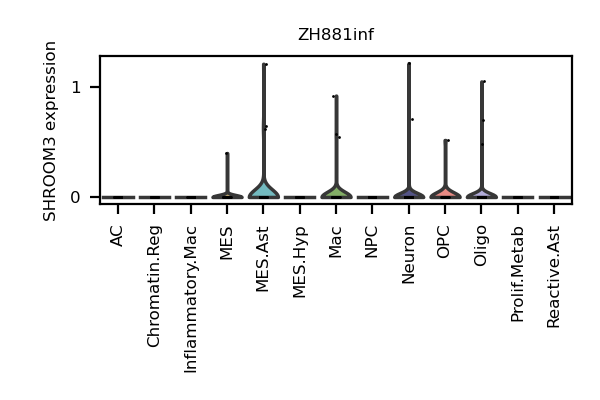 ZH881inf
SHROOM3 expression
1
0
AC
Chromatin.Reg
Inflammatory.Mac
MES
MES.Ast
MES.Hyp
Mac
NPC
Neuron
OPC
Oligo
Prolif.Metab
Reactive.Ast